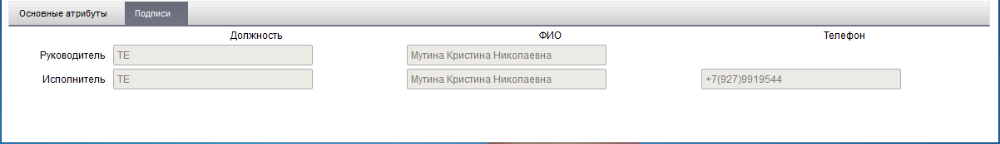 Основные атрибуты Подписи
Должность ФИО Телефон
Руководитель ТЕ Мутина Кристина Николаевна
Исполнитель ТЕ Мутина Кристина Николаевна +7(927)9919544